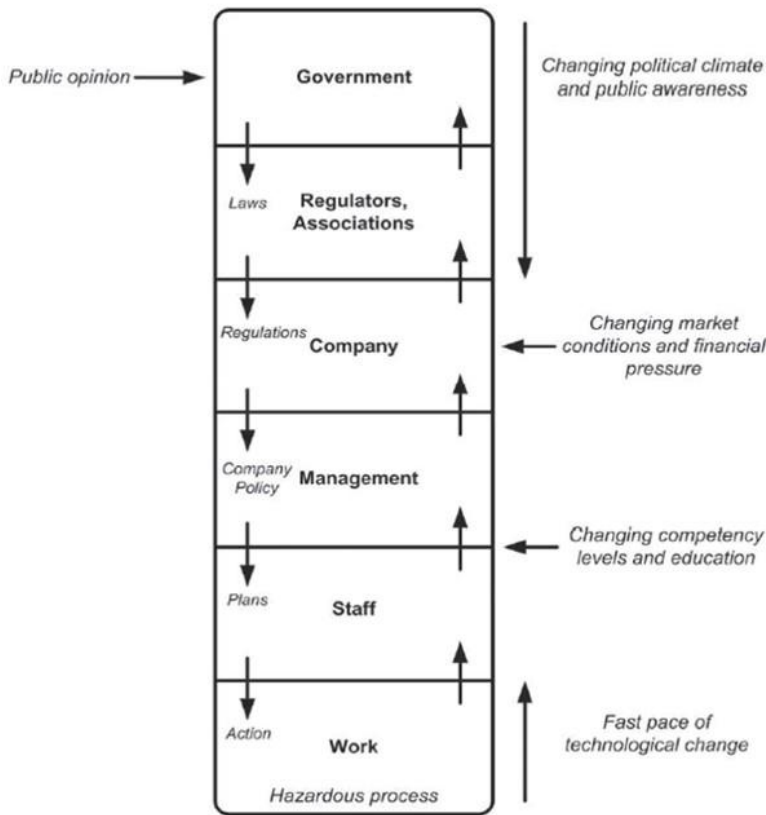 Public opinion
Government
Changing political climate
and public awareness
Laws
Regulators,
Associations
Regulations
Company
Changing market
conditions and financial
pressure
Company
Policy
Management
Changing competency
levels and education
Plans
Staff
Action
Work
Fast pace of
technological change
Hazardous process